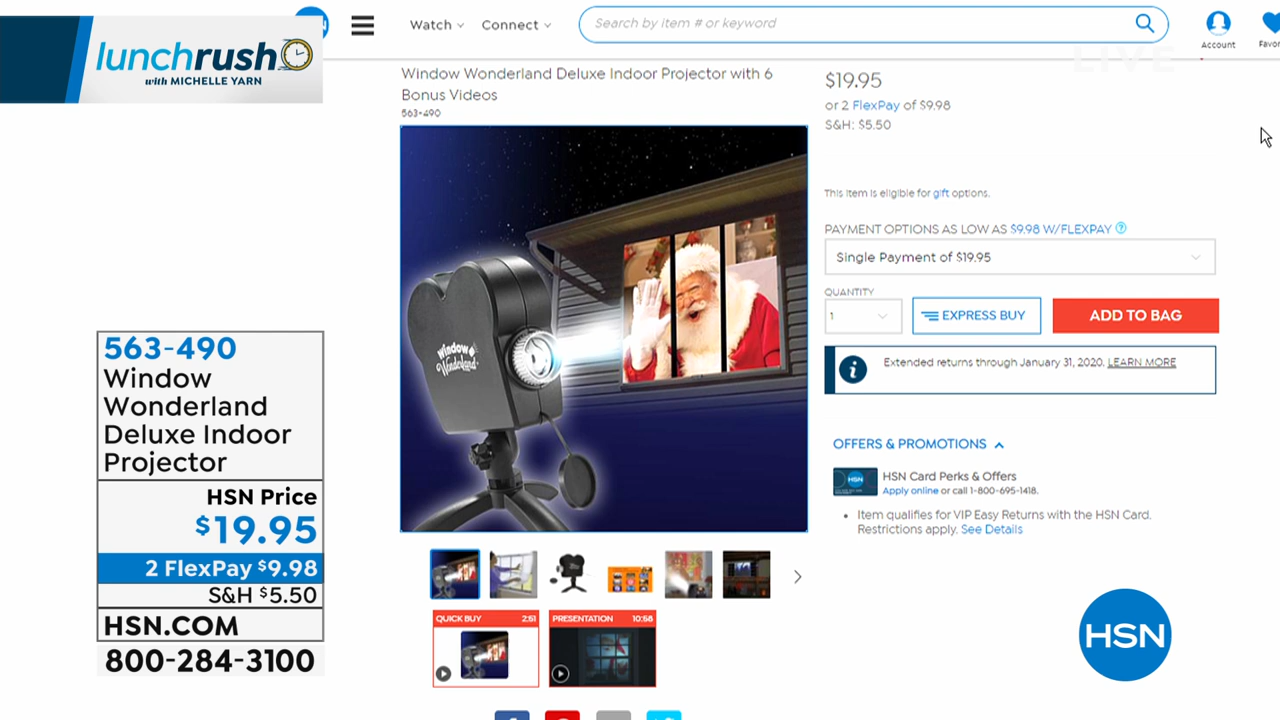 lunchrush
with MICHELLE YARN
Watch
Connect
Search by item # or keyword
Account
LIVE
Window Wonderland Deluxe Indoor Projector with 6
Bonus Videos
563-490
$19.95
or 2 FlexPay of $9.98
S&H: $5.50
This item is eligible for gift options.
PAYMENT OPTIONS AS LOW AS $9.98 W/FLEXPAY ?
Single Payment of $19.95
QUANTITY
1
EXPRESS BUY
ADD TO BAG
i
Extended returns through January 31, 2020. LEARN MORE
OFFERS & PROMOTIONS
HSN
HSN Card Perks & Offers
Apply online or call 1-800-695-1418.
• Item qualifies for VIP Easy Returns with the HSN Card.
Restrictions apply. See Details
Window
Wonderland
QUICK BUY 2:51
PRESENTATION 10:56
563-490
Window
Wonderland
Deluxe Indoor
Projector
HSN Price
$19.95
2 FlexPay $9.98
S&H $5.50
HSN.COM
800-284-3100
HSN